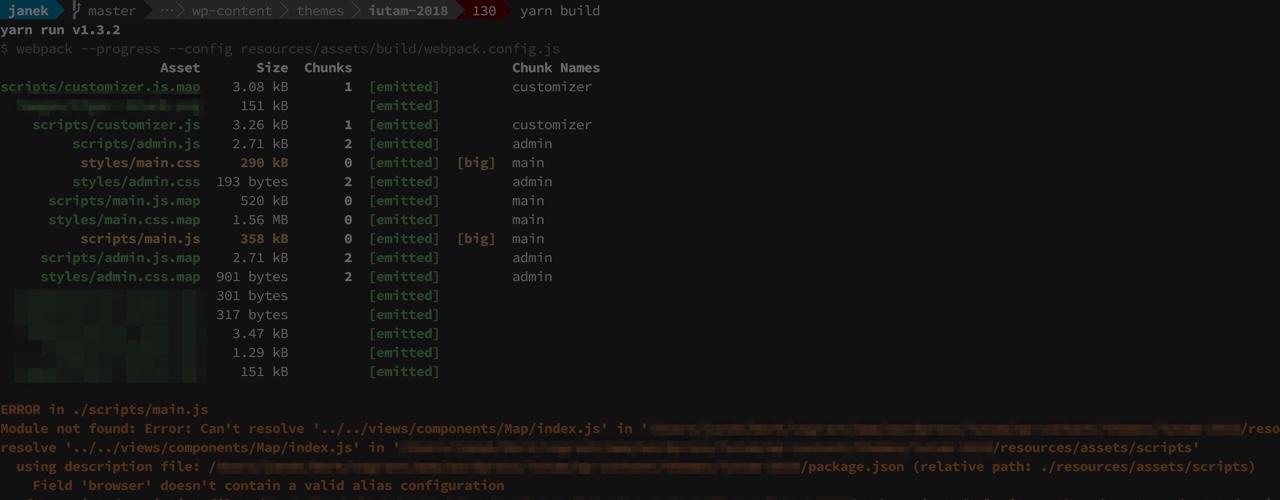 janek master ··· wp-content themes iutam-2018 130 yarn build
yarn run v1.3.2
$ webpack --progress --config resources/assets/build/webpack.config.js
Asset Size Chunks Chunk Names
scripts/customizer.js.map 3.08 kB 1 [emitted] customizer
151 kB [emitted]
scripts/customizer.js 3.26 kB 1 [emitted] customizer
scripts/admin.js 2.71 kB 2 [emitted] admin
styles/main.css 290 kB 0 [emitted] [big] main
styles/admin.css 193 bytes 2 [emitted] admin
scripts/main.js.map 520 kB 0 [emitted] main
styles/main.css.map 1.56 MB 0 [emitted] main
scripts/main.js 358 kB 0 [emitted] [big] main
scripts/admin.js.map 2.71 kB 2 [emitted] admin
styles/admin.css.map 901 bytes 2 [emitted] admin
301 bytes [emitted]
317 bytes [emitted]
3.47 kB [emitted]
1.29 kB [emitted]
151 kB [emitted]
ERROR in ./scripts/main.js
Module not found: Error: Can't resolve '../../views/components/Map/index.js' in '/reso
resolve '../../views/components/Map/index.js' in '/resources/assets/scripts'
using description file: //package.json (relative path: ./resources/assets/scripts)
Field 'browser' doesn't contain a valid alias configuration